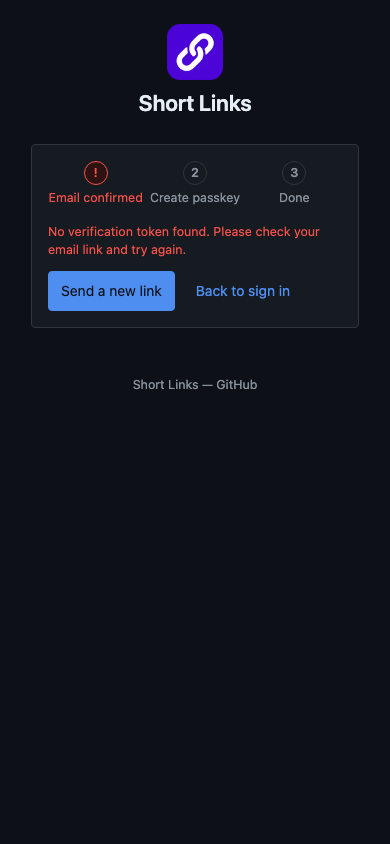 Short Links
! 2 3
Email confirmed Create passkey Done
No verification token found. Please check your
email link and try again.
Send a new link Back to sign in
Short Links — GitHub